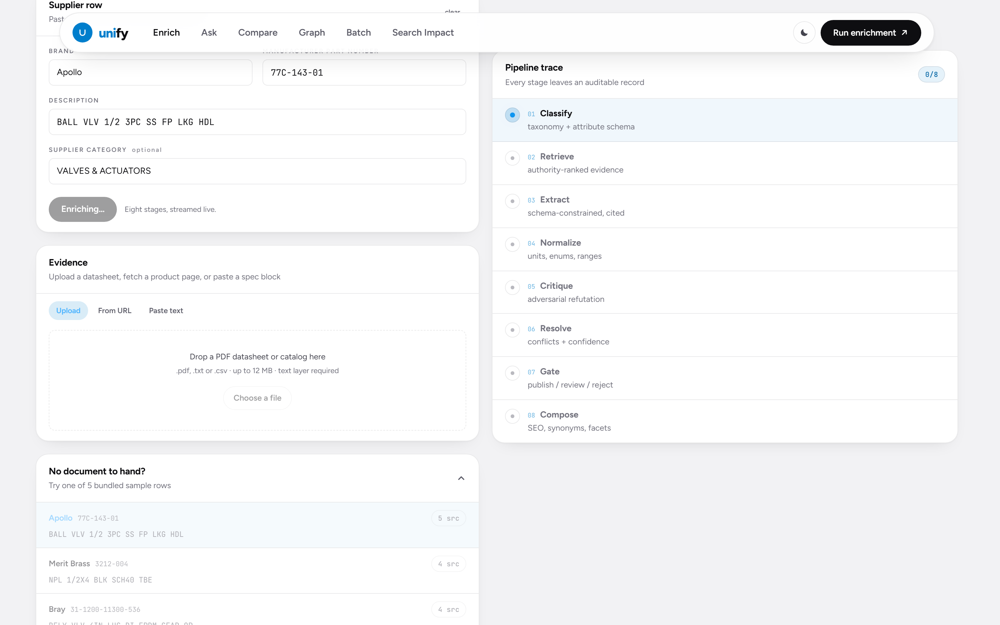 Supplier row
clear
Past
U unify Enrich Ask Compare Graph Batch Search Impact Run enrichment
BRAND MANUFACTURER PART NUMBER
Apollo 77C-143-01
DESCRIPTION
BALL VLV 1/2 3PC SS FP LKG HDL
SUPPLIER CATEGORY optional
VALVES & ACTUATORS
Enriching... Eight stages, streamed live.
Evidence
Upload a datasheet, fetch a product page, or paste a spec block
Upload From URL Paste text
Drop a PDF datasheet or catalog here
.pdf, .txt or .csv · up to 12 MB · text layer required
Choose a file
No document to hand?
Try one of 5 bundled sample rows
Apollo 77C-143-01 5 src
BALL VLV 1/2 3PC SS FP LKG HDL
Merit Brass 3212-004 4 src
NPL 1/2X4 BLK SCH40 TBE
Bray 31-1200-11300-536 4 src
Pipeline trace
Every stage leaves an auditable record
0/8
01 Classify
taxonomy + attribute schema
02 Retrieve
authority-ranked evidence
03 Extract
schema-constrained, cited
04 Normalize
units, enums, ranges
05 Critique
adversarial refutation
06 Resolve
conflicts + confidence
07 Gate
publish / review / reject
08 Compose
SEO, synonyms, facets